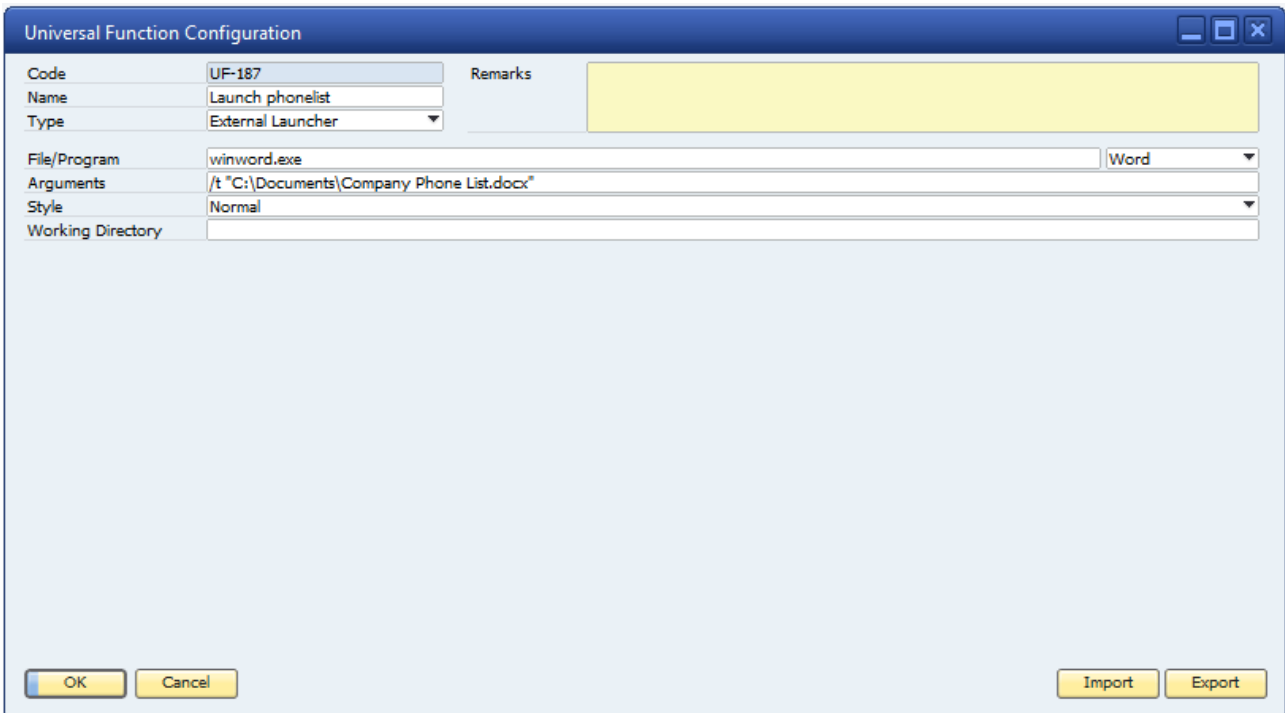 Universal Function Configuration
Code UF-187 Remarks
Name Launch phonelist
Type External Launcher
File/Program winword.exe Word
Arguments /t "C:\Documents\Company Phone List.docx"
Style Normal
Working Directory
OK Cancel Import Export